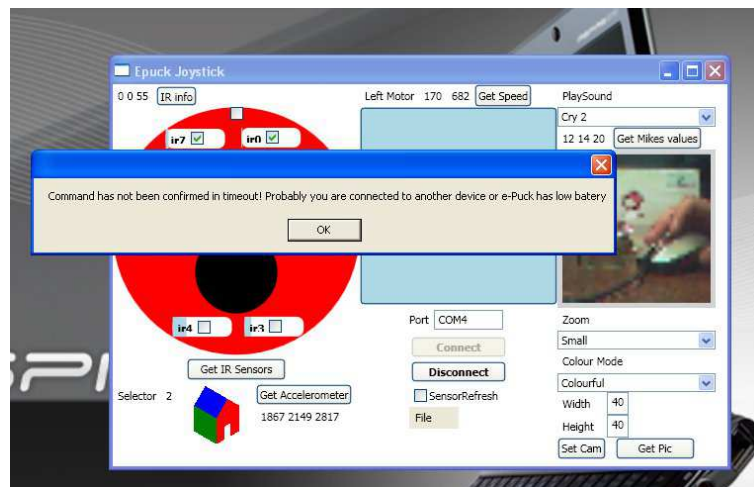 Epuck Joystick
0 0 55 IR info
Left Motor 170 682 Get Speed
PlaySound
Cry 2
ir7 ir0
12 14 20 Get Mikes values
Command has not been confirmed in timeout! Probably you are connected to another device or e-Puck has low batery
OK
ir4 ir3
Port COM4
Zoom
Small
Connect
Colour Mode
Get IR Sensors
Disconnect
Colourful
Selector 2
Get Accelerometer
SensorRefresh
Width 40
1867 2149 2817
File
Height 40
Set Cam Get Pic